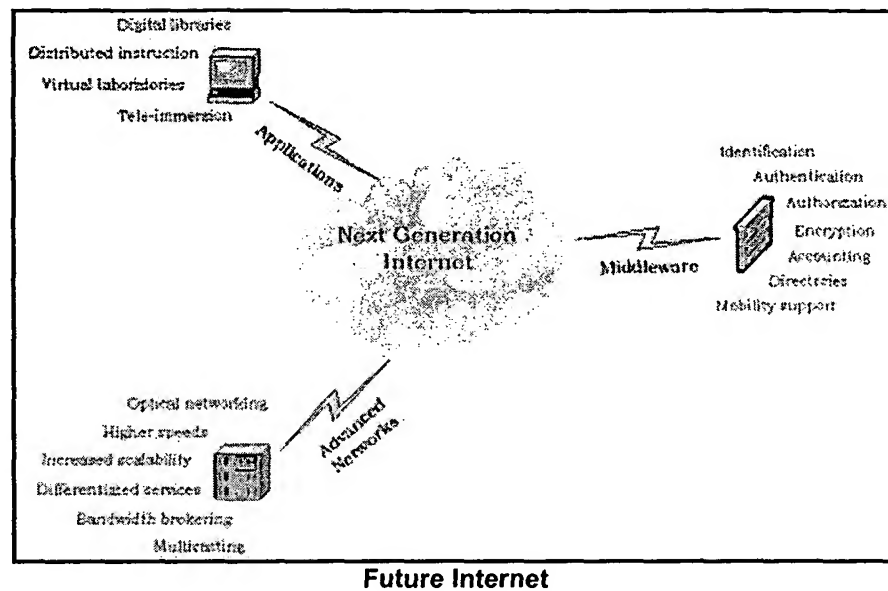 Digital libraries
Distributed instruction
Virtual laboratories
Tele-immersion
Applications
Next Generation
Internet
Identification
Authentication
Authorization
Encryption
Accounting
Directories
Mobility support
Middleware
Optical networking
Higher speeds
Increased scalability
Differentiated services
Bandwidth brokering
Multicasting
Advanced
Networks
Future Internet